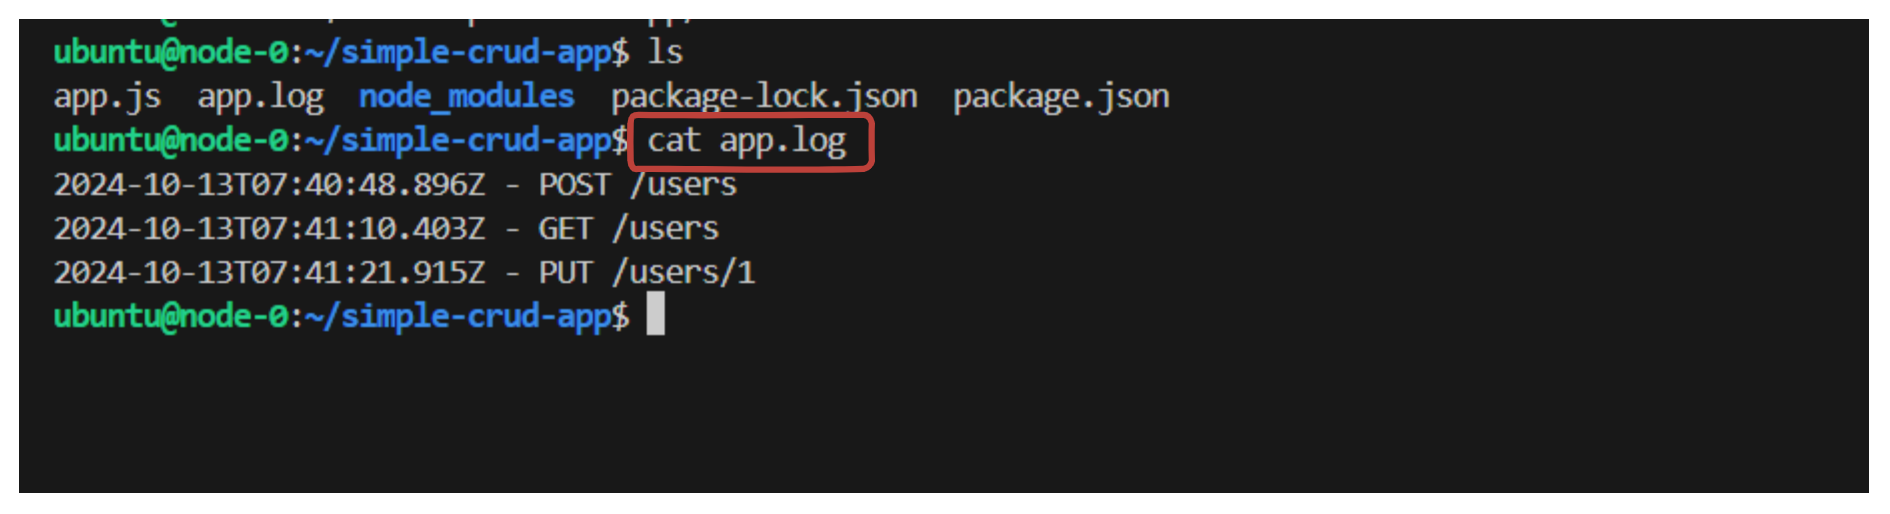 ubuntu@node-0:~/simple-crud-app$ ls
app.js  app.log  node_modules  package-lock.json  package.json
ubuntu@node-0:~/simple-crud-app$ cat app.log
2024-10-13T07:40:48.896Z - POST /users
2024-10-13T07:41:10.403Z - GET /users
2024-10-13T07:41:21.915Z - PUT /users/1
ubuntu@node-0:~/simple-crud-app$